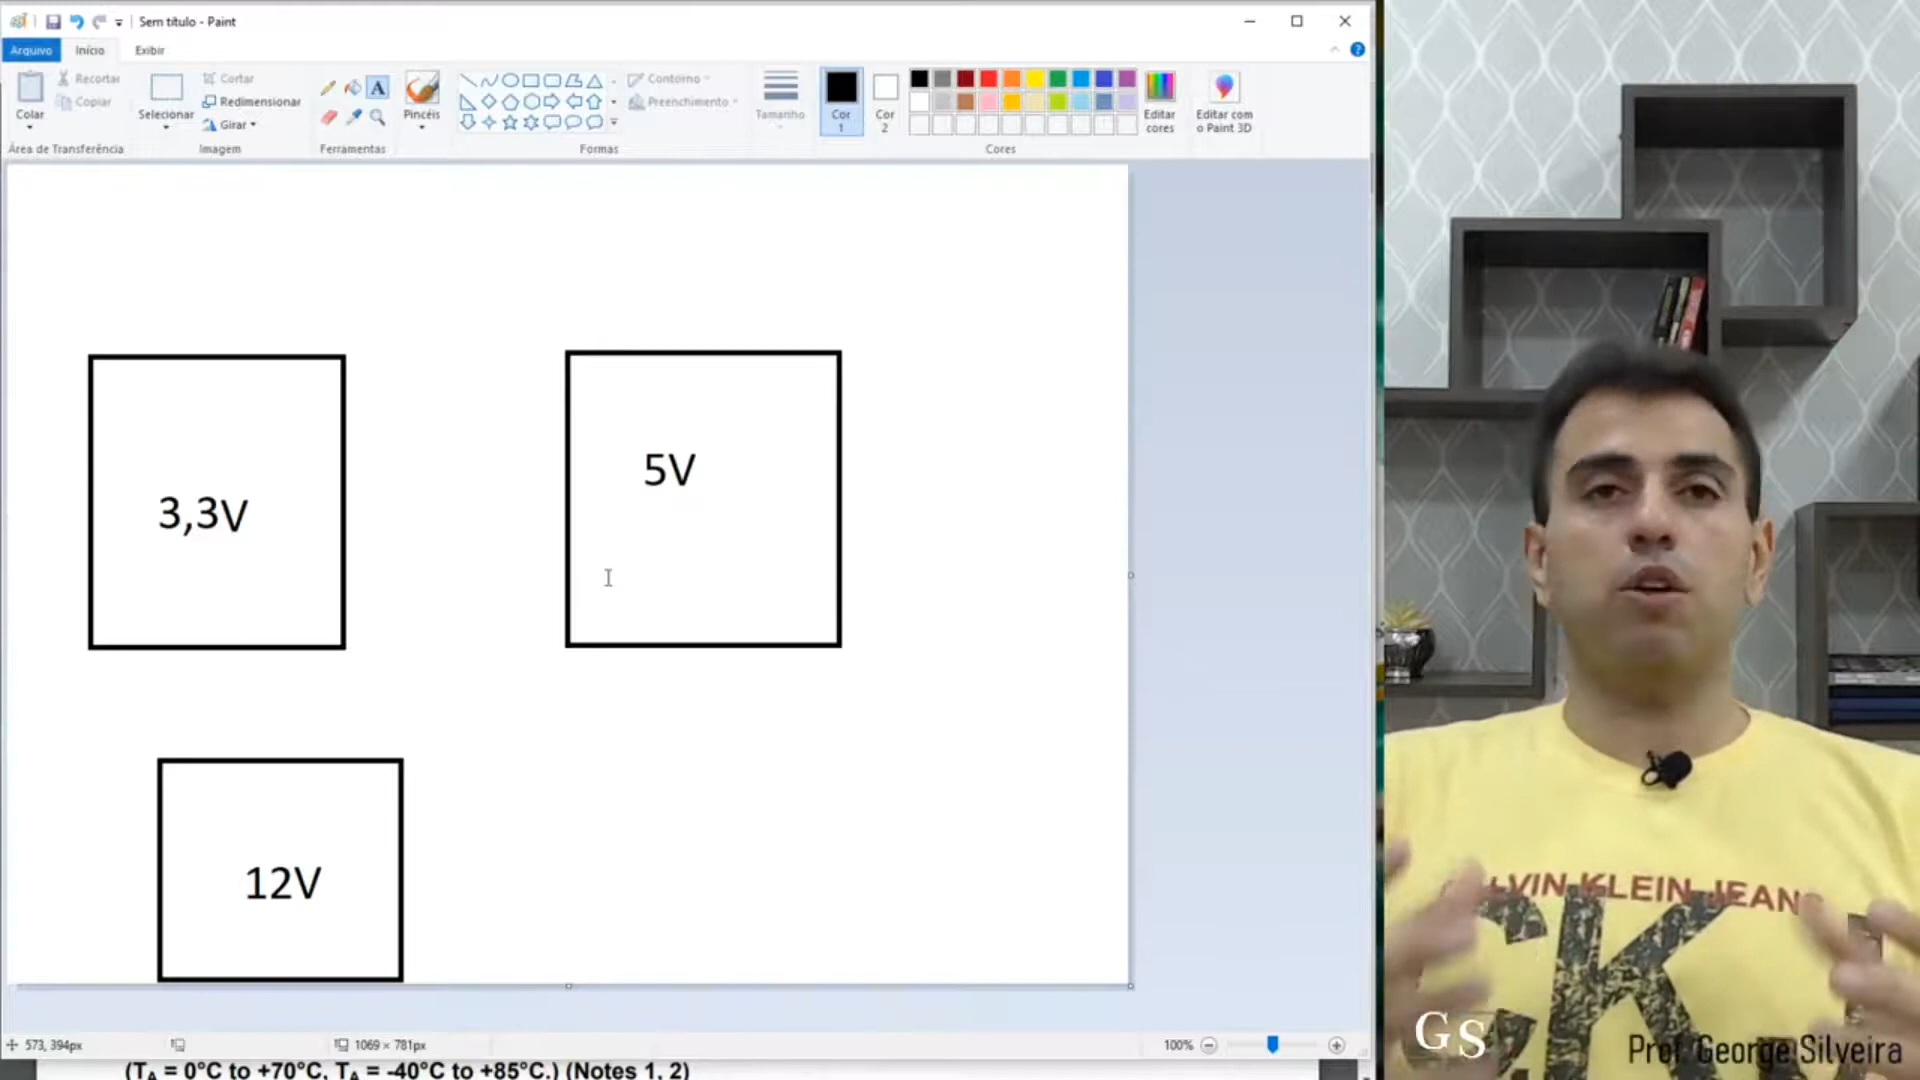 Sem título - Paint
Arquivo
Início
Exibir
Colar
Recortar
Copiar
Área de Transferência
Selecionar
Cortar
Redimensionar
Girar
Imagem
A
Ferramentas
Pincéis
Formas
Contorno
Preenchimento
Tamanho
Cor
1
Cor
2
Cores
Editar
cores
Editar com
o Paint 3D
3,3V
5V
12V
573, 394px
1069 × 781px
100%
(TA = 0°C to +70°C, TA = -40°C to +85°C.) (Notes 1, 2)
LVIN KLEIN JEANS
CK
GS
Prof. George Silveira